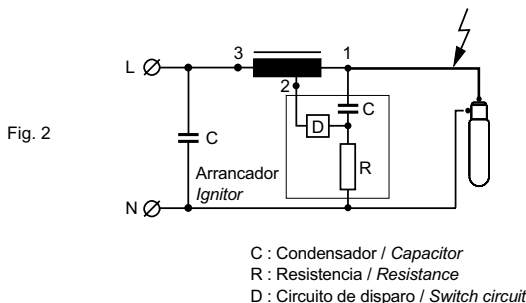 3
1
L
2
C
D
Fig. 2
C
Arrancador
Ignitor
R
N
C : Condensador / Capacitor
R : Resistencia / Resistance
D : Circuito de disparo / Switch circuit